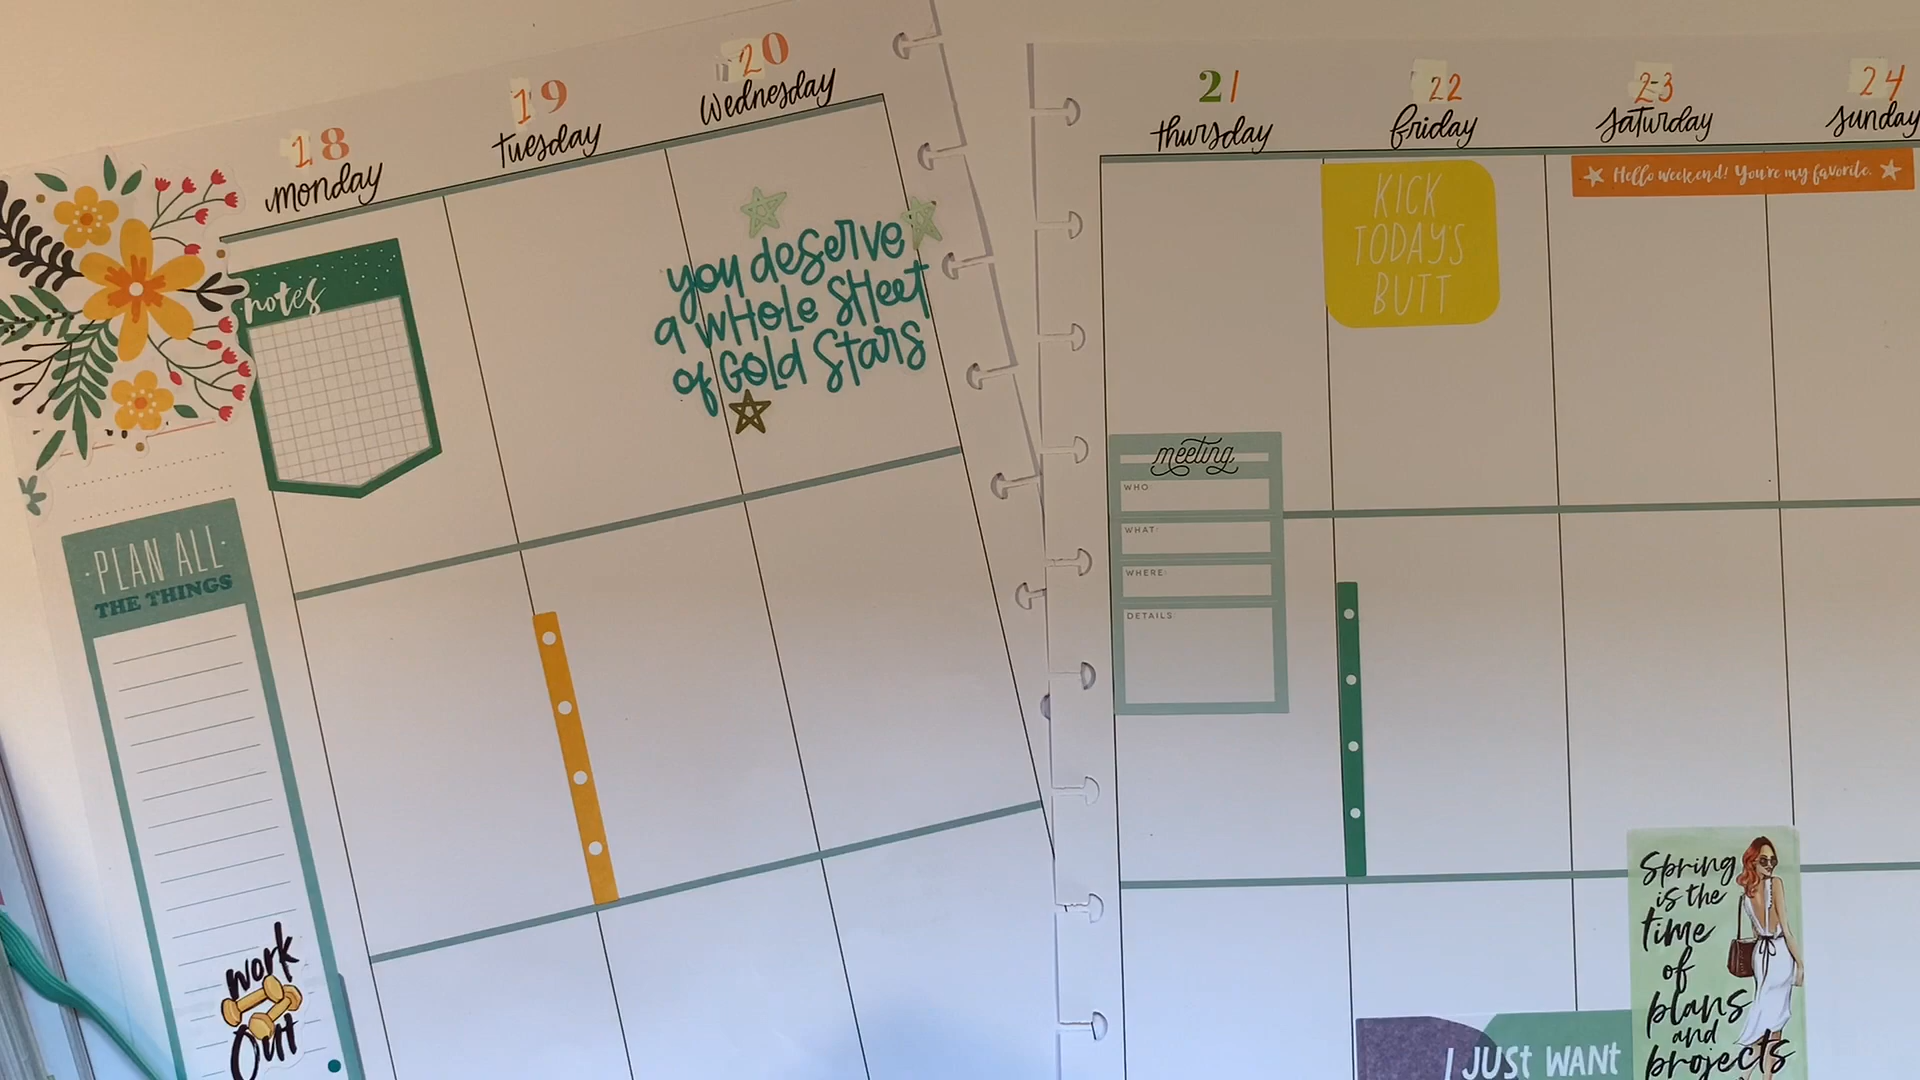 18
monday
19
tuesday
20
Wednesday
notes
you deserve
a wHole SHeet
of Gold Stars
·PLAN ALL·
THE THINGS
work
Out
21
thursday
22
friday
23
saturday
24
sunday
KICK
TODAY'S
BUTT
Hello weekend! You're my favorite.
meeting
WHO:
WHAT:
WHERE:
DETAILS
Spring
is the
time
of
plans
and
projects
I JUST WANT